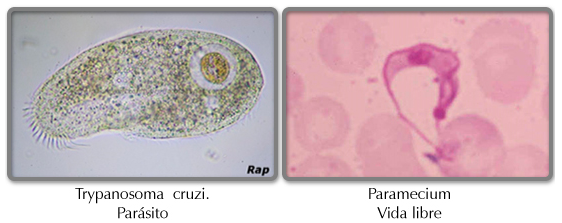 Rap
Trypanosoma cruzi.
Parásito
Paramecium
Vida libre